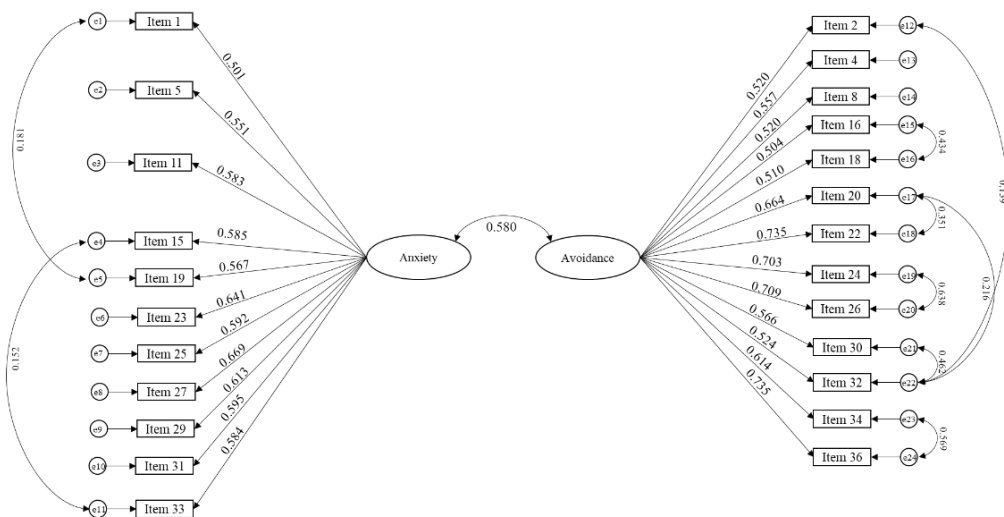 e1
Item 1
0.501
e2
Item 5
0.551
e3
Item 11
0.583
0.181
e4
Item 15
0.585
e5
Item 19
0.567
e6
Item 23
0.641
e7
Item 25
0.592
0.152
e8
Item 27
0.669
e9
Item 29
0.613
e10
Item 31
0.595
e11
Item 33
0.584
Anxiety
0.580
Avoidance
0.520
Item 2
e12
0.557
Item 4
e13
0.520
Item 8
e14
0.504
Item 16
e15
0.434
0.510
Item 18
e16
0.159
0.664
Item 20
e17
0.351
0.735
Item 22
e18
0.703
Item 24
e19
0.216
0.638
0.709
Item 26
e20
0.566
Item 30
e21
0.462
0.524
Item 32
e22
0.614
Item 34
e23
0.569
0.735
Item 36
e24